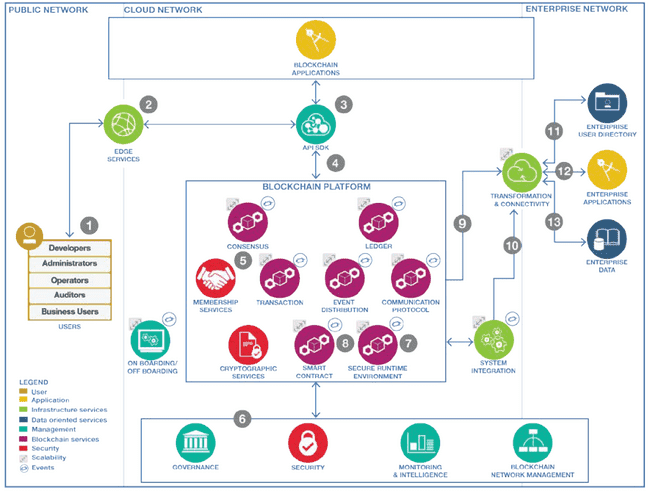 PUBLIC NETWORK
CLOUD NETWORK
ENTERPRISE NETWORK
BLOCKCHAIN
APPLICATIONS
2
3
EDGE
SERVICES
API SDK
4
11
ENTERPRISE
USER DIRECTORY
TRANSFORMATION
& CONNECTIVITY
12
ENTERPRISE
APPLICATIONS
13
ENTERPRISE
DATA
9
10
1
Developers
Administrators
Operators
Auditors
Business Users
USERS
BLOCKCHAIN PLATFORM
CONSENSUS
LEDGER
5
MEMBERSHIP
SERVICES
TRANSACTION
EVENT
DISTRIBUTION
COMMUNICATION
PROTOCOL
ON BOARDING/
OFF BOARDING
CRYPTOGRAPHIC
SERVICES
8
SMART
CONTRACT
7
SECURE RUNTIME
ENVIRONMENT
SYSTEM
INTEGRATION
6
GOVERNANCE
SECURITY
MONITORING
& INTELLIGENCE
BLOCKCHAIN
NETWORK MANAGEMENT
LEGEND
User
Application
Infrastructure services
Data oriented services
Management
Blockchain services
Security
Scalability
Events